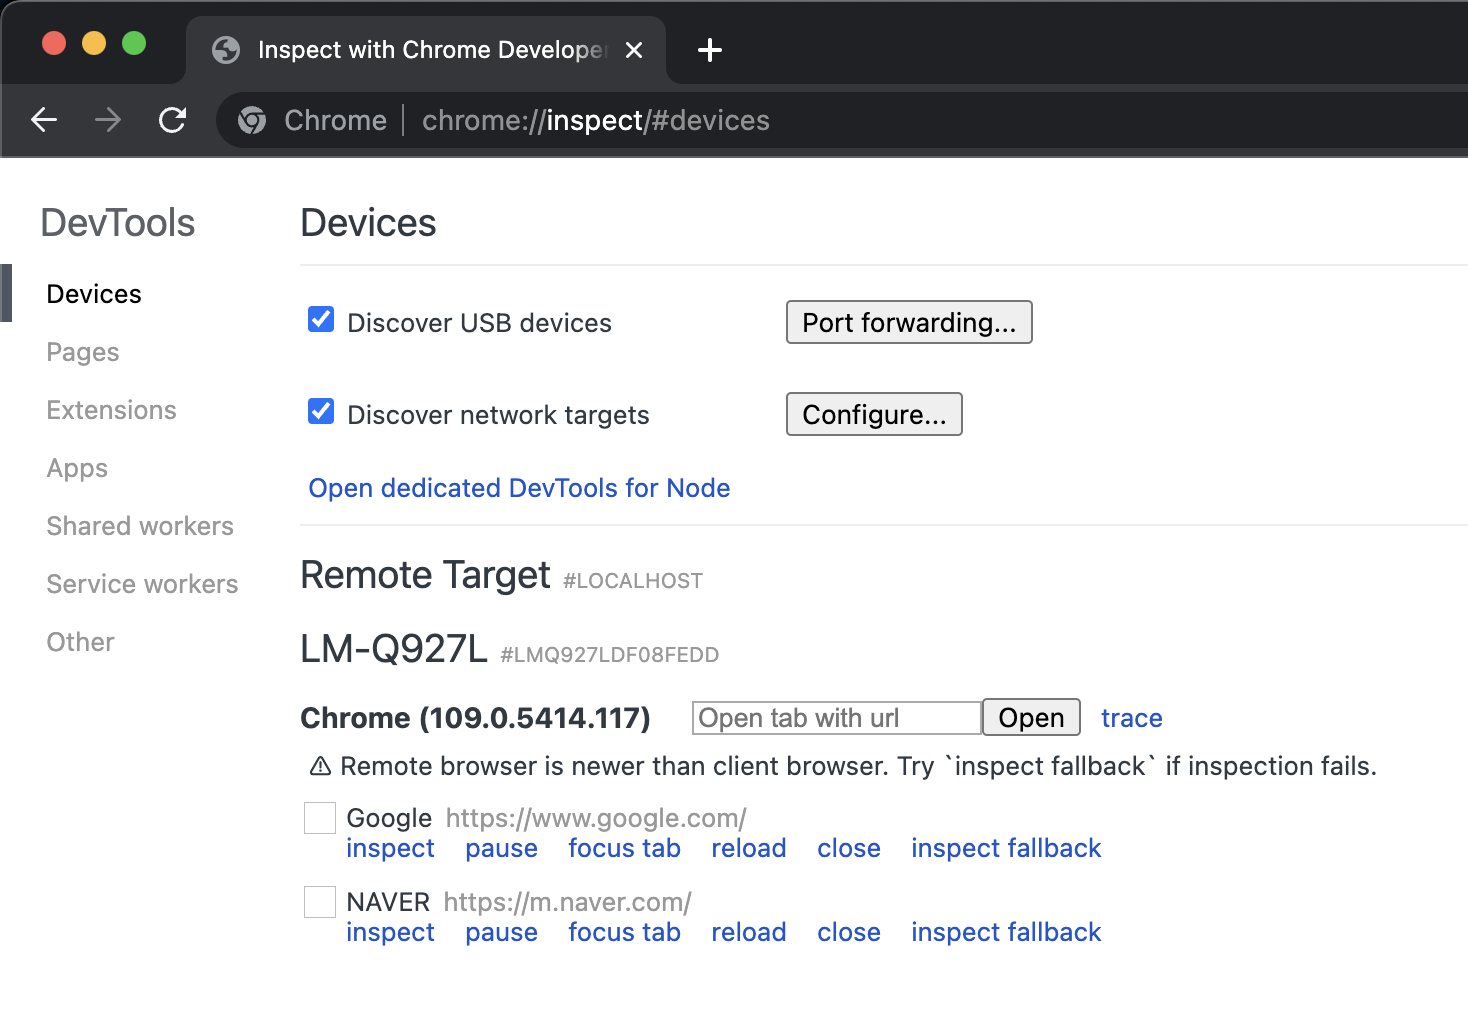 Inspect with Chrome Developer
Chrome chrome://inspect/#devices
DevTools
Devices
Pages
Extensions
Apps
Shared workers
Service workers
Other
Devices
Discover USB devices Port forwarding...
Discover network targets Configure...
Open dedicated DevTools for Node
Remote Target #LOCALHOST
LM-Q927L #LMQ927LDF08FEDD
Chrome (109.0.5414.117) Open tab with url Open trace
⚠ Remote browser is newer than client browser. Try `inspect fallback` if inspection fails.
Google https://www.google.com/
inspect pause focus tab reload close inspect fallback
NAVER https://m.naver.com/
inspect pause focus tab reload close inspect fallback